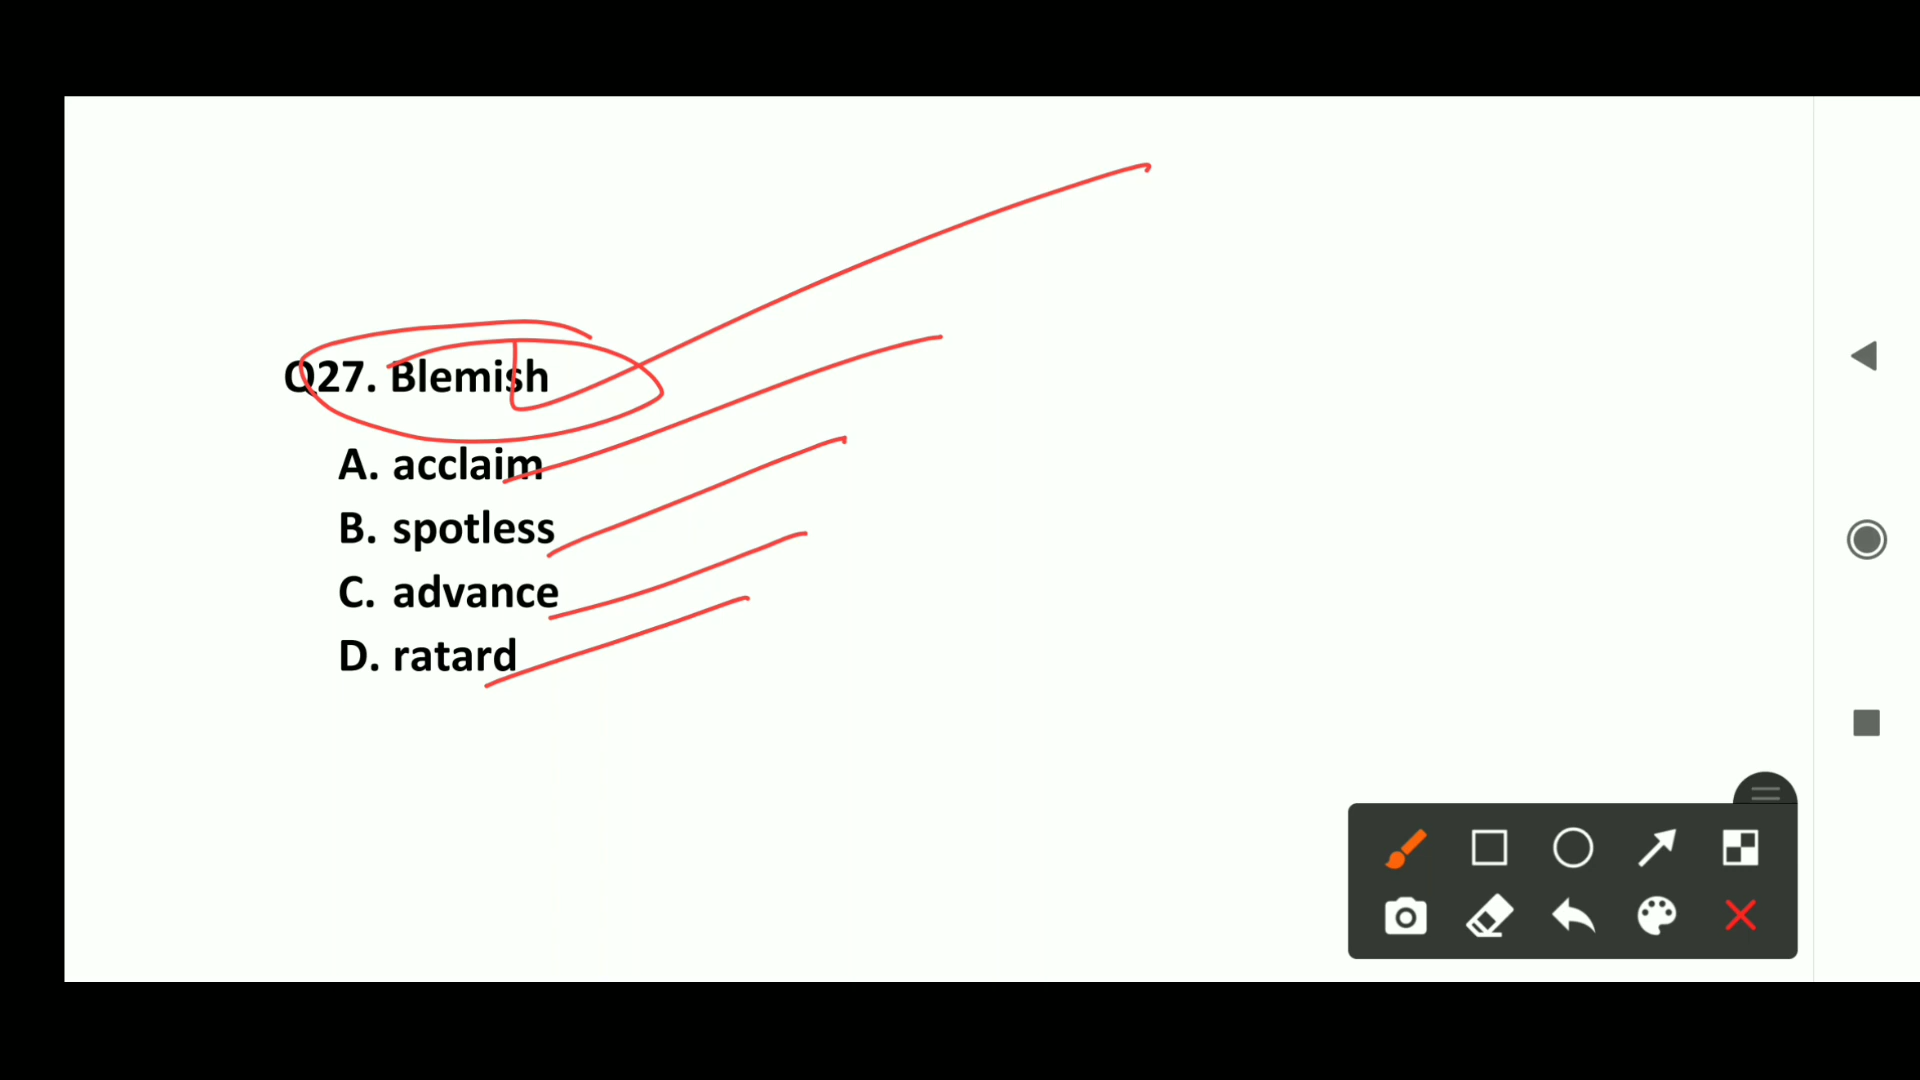 Q27. Blemish
A. acclaim
B. spotless
C. advance
D. ratard